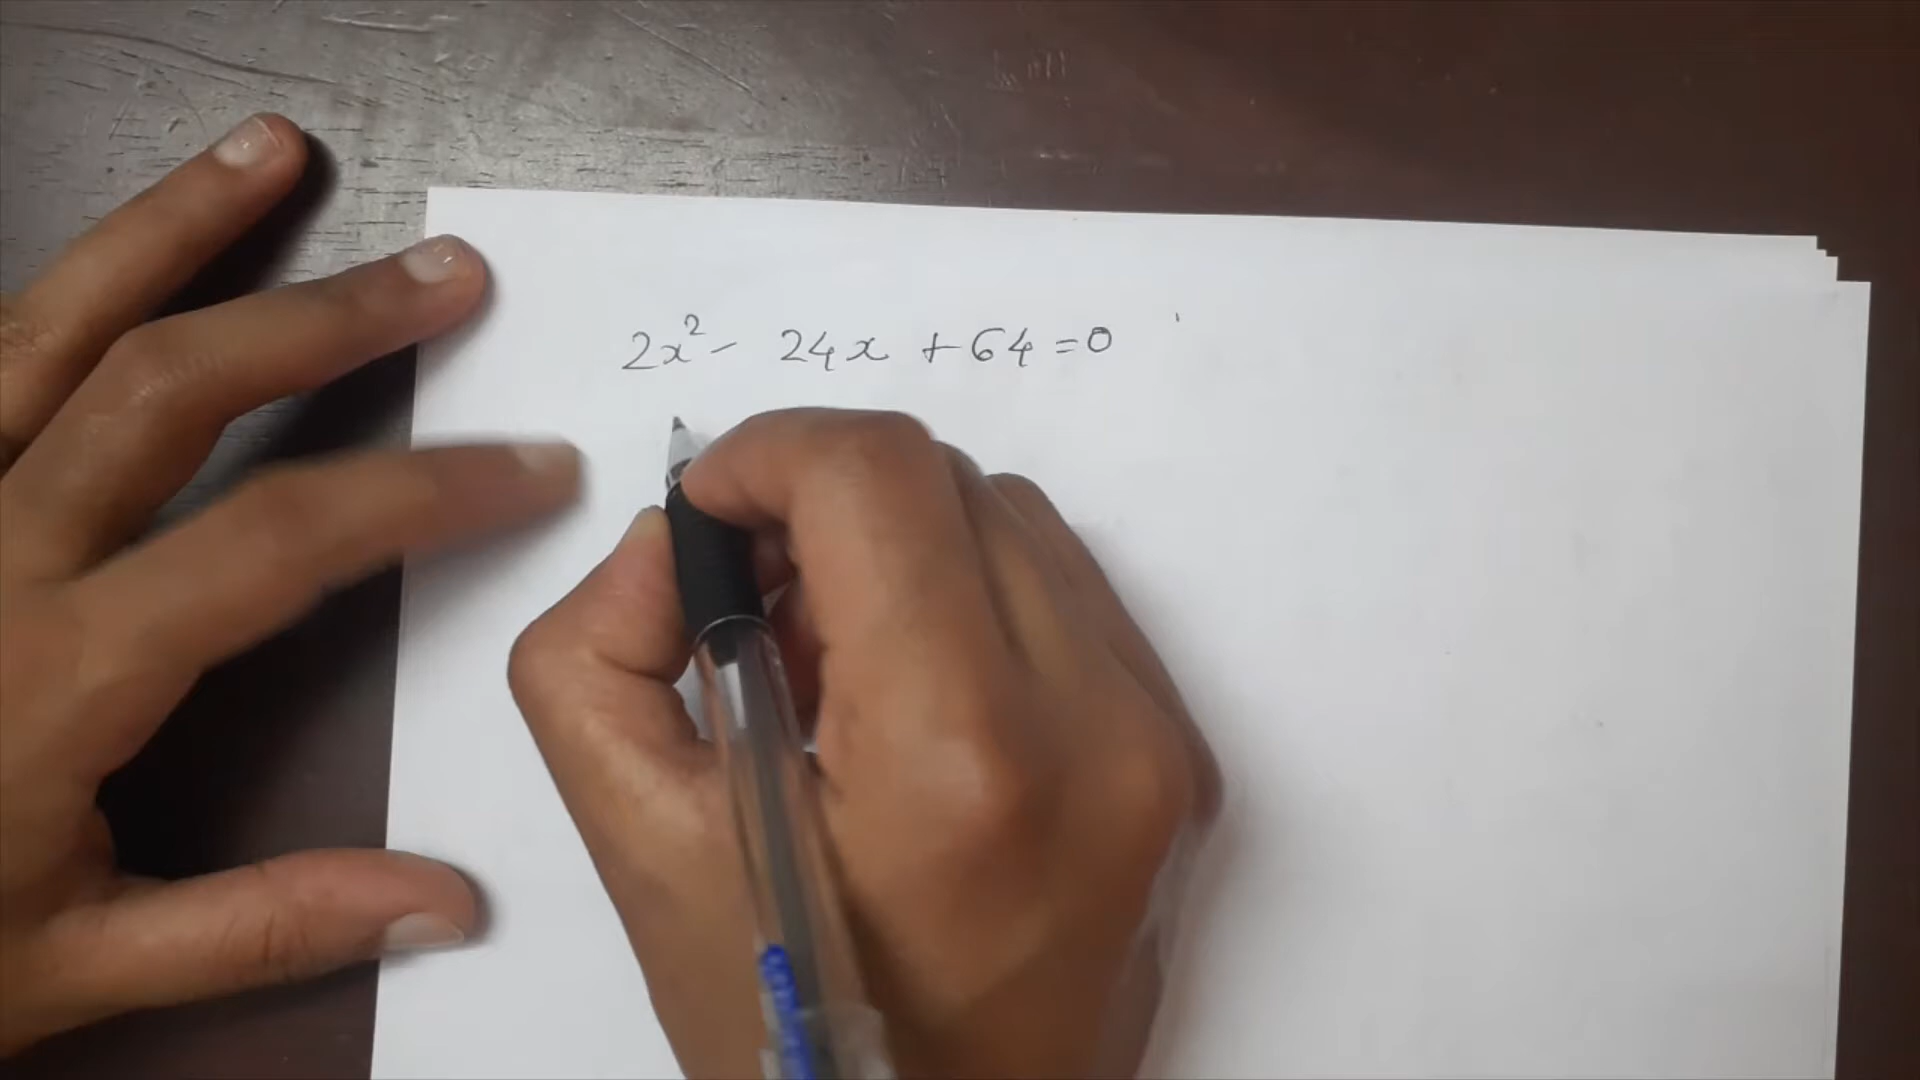 2x² - 24x + 64 = 0